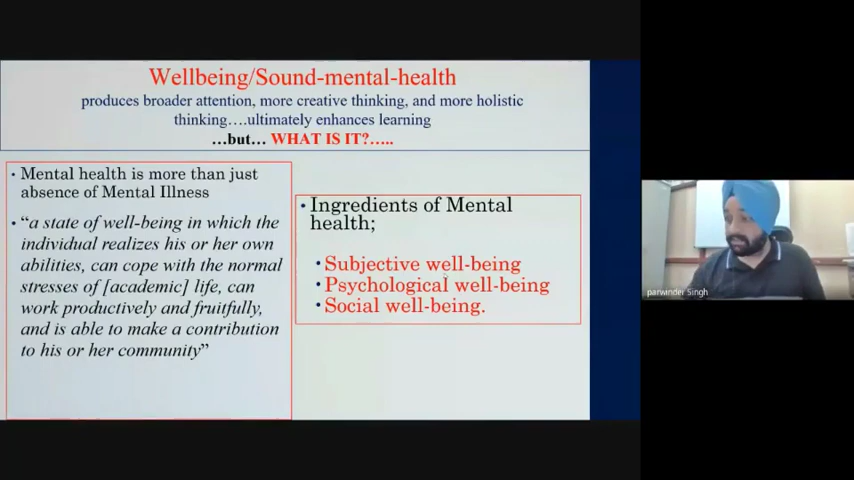 Wellbeing/Sound-mental-health
produces broader attention, more creative thinking, and more holistic
thinking….ultimately enhances learning
…but… WHAT IS IT?…..
• Mental health is more than just
absence of Mental Illness
• “a state of well-being in which the
individual realizes his or her own
abilities, can cope with the normal
stresses of [academic] life, can
work productively and fruitfully,
and is able to make a contribution
to his or her community”
• Ingredients of Mental
health;
• Subjective well-being
• Psychological well-being
• Social well-being.
parwinder Singh